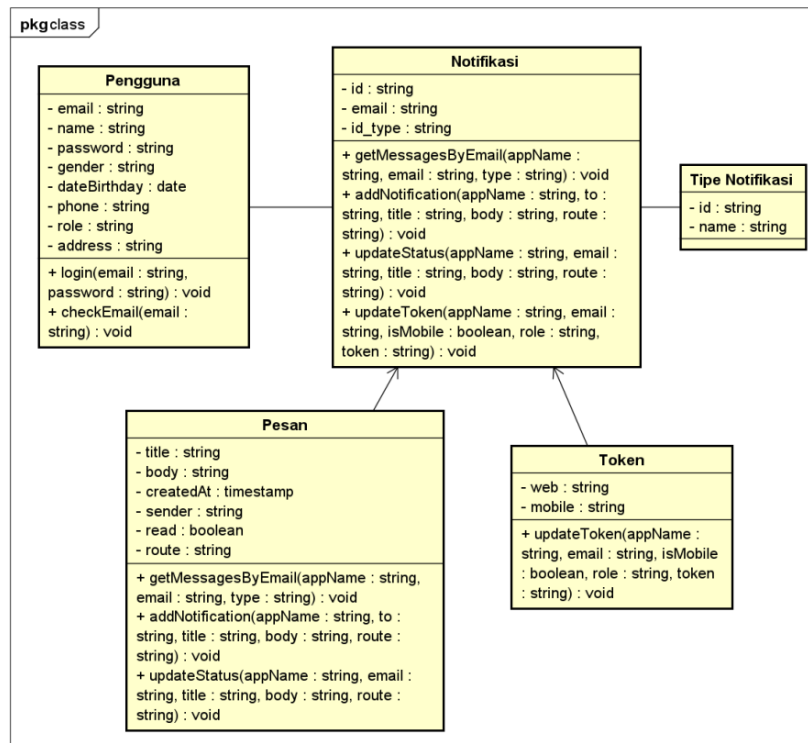 pkg class
Pengguna
- email : string
- name : string
- password : string
- gender : string
- dateBirthday : date
- phone : string
- role : string
- address : string
+ login(email : string,
password : string) : void
+ checkEmail(email :
string) : void
Notifikasi
- id : string
- email : string
- id_type : string
+ getMessagesByEmail(appName :
string, email : string, type : string) : void
+ addNotification(appName : string, to :
string, title : string, body : string, route :
string) : void
+ updateStatus(appName : string, email :
string, title : string, body : string, route :
string) : void
+ updateToken(appName : string, email :
string, isMobile : boolean, role : string,
token : string) : void
Tipe Notifikasi
- id : string
- name : string
Pesan
- title : string
- body : string
- createdAt : timestamp
- sender : string
- read : boolean
- route : string
+ getMessagesByEmail(appName : string,
email : string, type : string) : void
+ addNotification(appName : string, to :
string, title : string, body : string, route :
string) : void
+ updateStatus(appName : string, email :
string, title : string, body : string, route :
string) : void
Token
- web : string
- mobile : string
+ updateToken(appName :
string, email : string, isMobile
: boolean, role : string, token
: string) : void